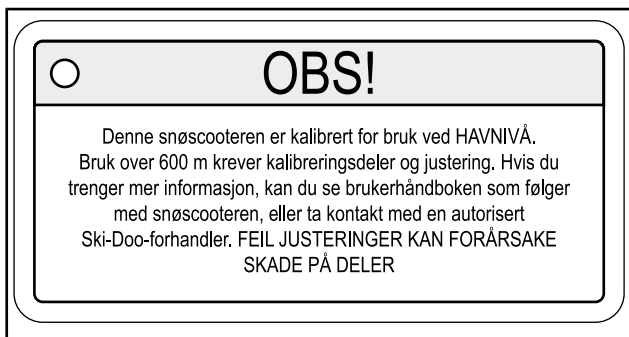 OBS!
Denne snøscooteren er kalibrert for bruk ved HAVNIVÅ.
Bruk over 600 m krever kalibreringsdeler og justering. Hvis du
trenger mer informasjon, kan du se brukerhåndboken som følger
med snøscooteren, eller ta kontakt med en autorisert
Ski-Doo-forhandler. FEIL JUSTERINGER KAN FORÅRSAKE
SKADE PÅ DELER